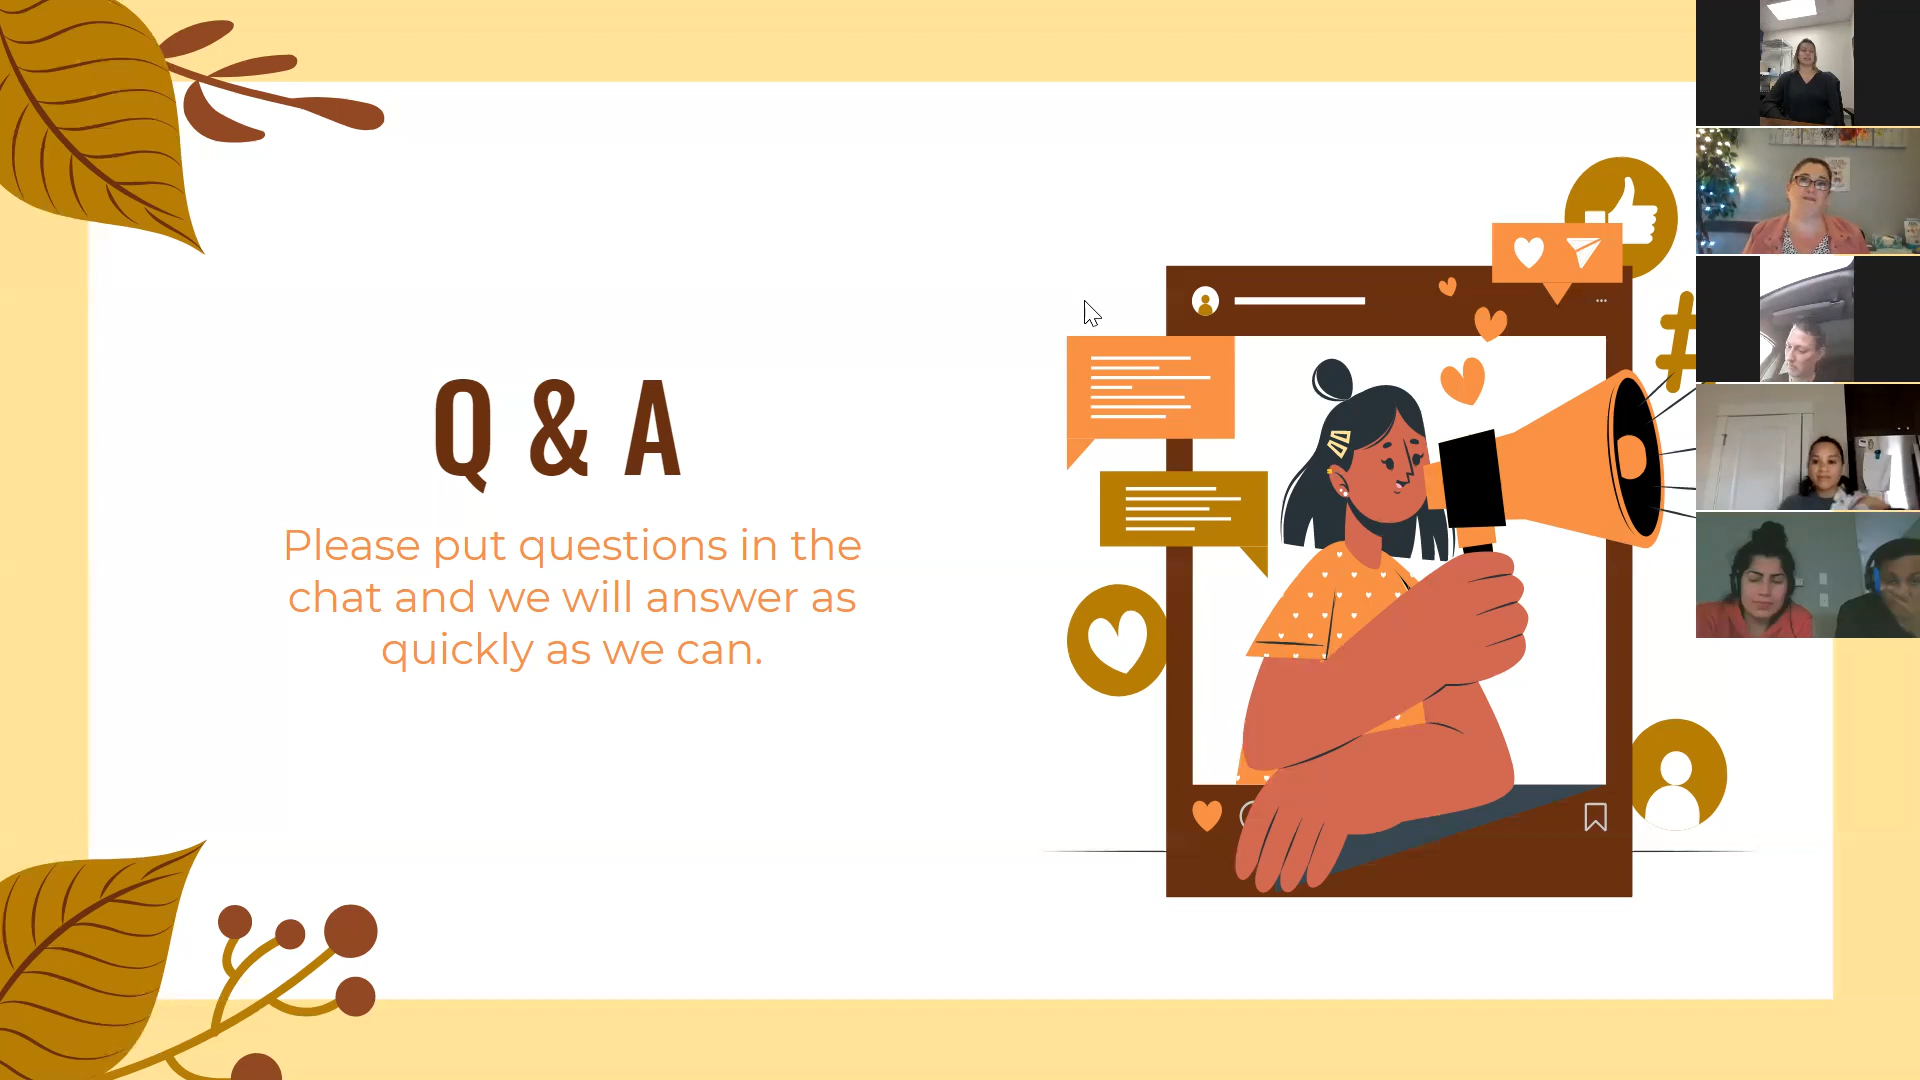 Q & A
Please put questions in the
chat and we will answer as
quickly as we can.
#